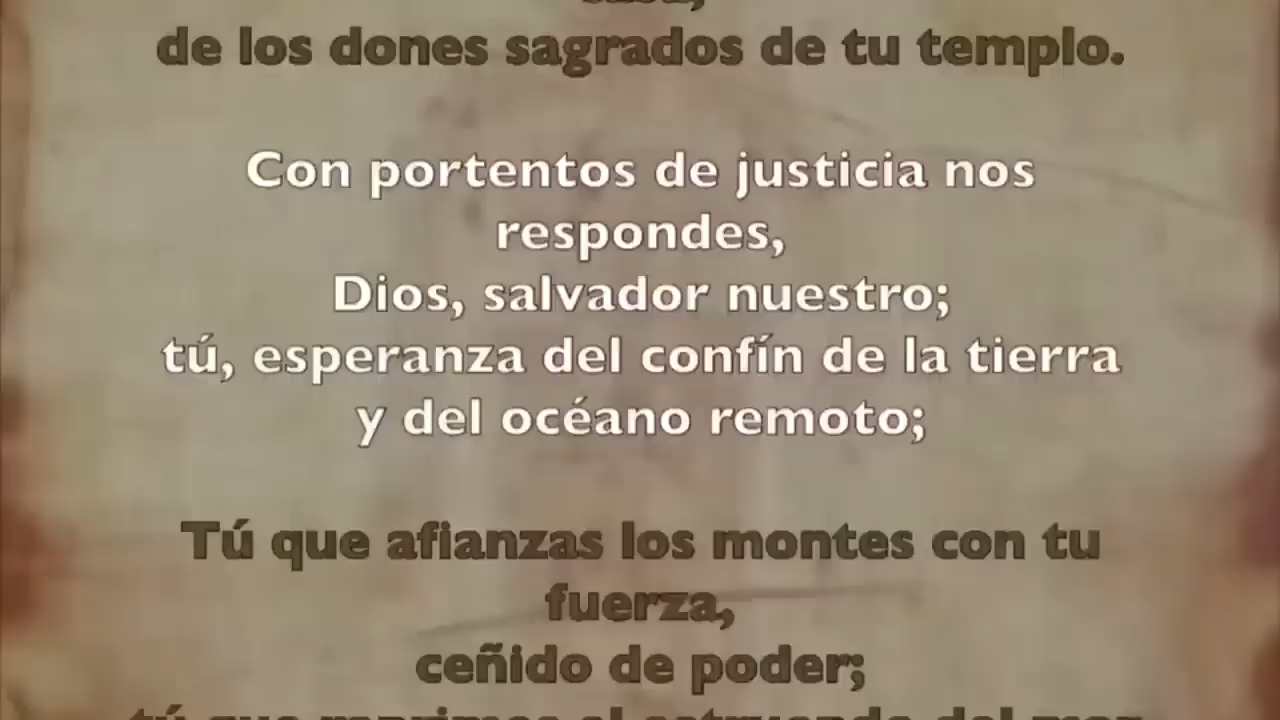 de los dones sagrados de tu templo.
Con portentos de justicia nos
respondes,
Dios, salvador nuestro;
tú, esperanza del confín de la tierra
y del océano remoto;
Tú que afianzas los montes con tu
fuerza,
ceñido de poder;